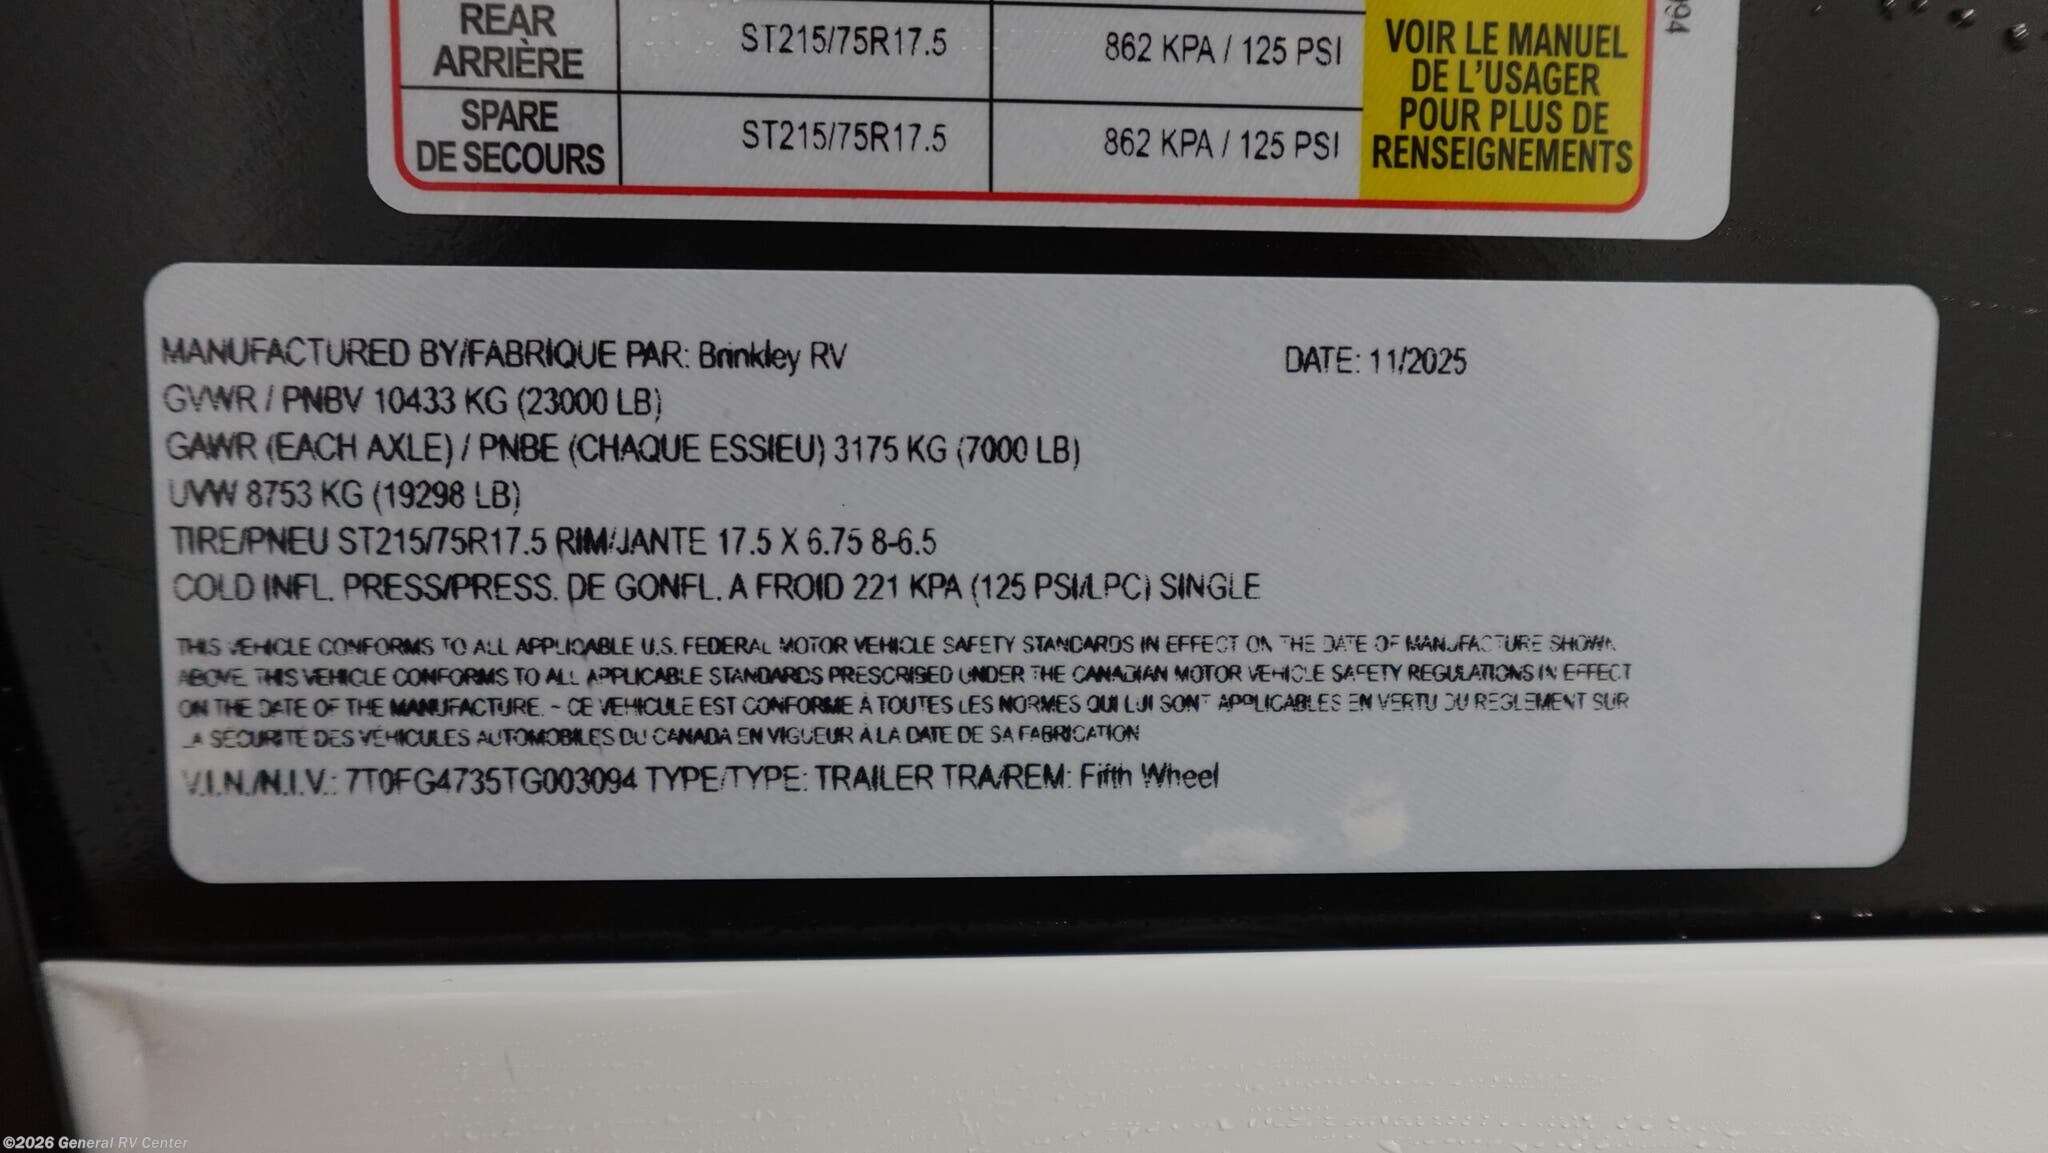 REAR
ARRIÈRE
ST215/75R17.5
862 KPA / 125 PSI
SPARE
DE SECOURS
ST215/75R17.5
862 KPA / 125 PSI
VOIR LE MANUEL
DE L'USAGER
POUR PLUS DE
RENSEIGNEMENTS
094
MANUFACTURED BY/FABRIQUE PAR: Brinkley RV
DATE: 11/2025
GVWR / PNBV 10433 KG (23000 LB)
GAWR (EACH AXLE) / PNBE (CHAQUE ESSIEU) 3175 KG (7000 LB)
UVW 8753 KG (19298 LB)
TIRE/PNEU ST215/75R17.5 RIM/JANTE 17.5 X 6.75 8-6.5
COLD INFL. PRESS/PRESS. DE GONFL. A FROID 221 KPA (125 PSI/LPC) SINGLE
THIS VEHICLE CONFORMS TO ALL APPLICABLE U.S. FEDERAL MOTOR VEHICLE SAFETY STANDARDS IN EFFECT ON THE DATE OF MANUFACTURE SHOWN
ABOVE THIS VEHICLE CONFORMS TO ALL APPLICABLE STANDARDS PRESCRIBED UNDER THE CANADIAN MOTOR VEHICLE SAFETY REGULATIONS IN EFFECT
ON THE DATE OF THE MANUFACTURE. - CE VEHICULE EST CONFORME À TOUTES LES NORMES QUI LUI SONT APPLICABLES EN VERTU DU REGLEMENT SUR
LA SECURITE DES VÉHICULES AUTOMOBILES DU CANADA EN VIGUEUR À LA DATE DE SA FABRICATION
V.I.N./N.I.V.: 7T0FG4735TG003094 TYPE/TYPE: TRAILER TRA/REM: Fifth Wheel
©2026 General RV Center